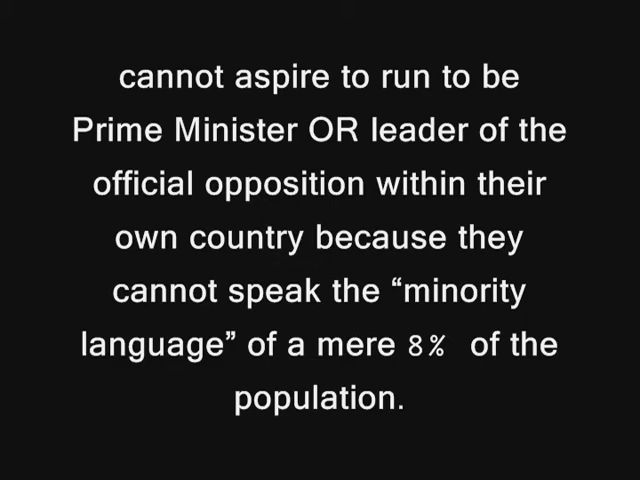 cannot aspire to run to be
Prime Minister OR leader of the
official opposition within their
own country because they
cannot speak the “minority
language” of a mere 8% of the
population.